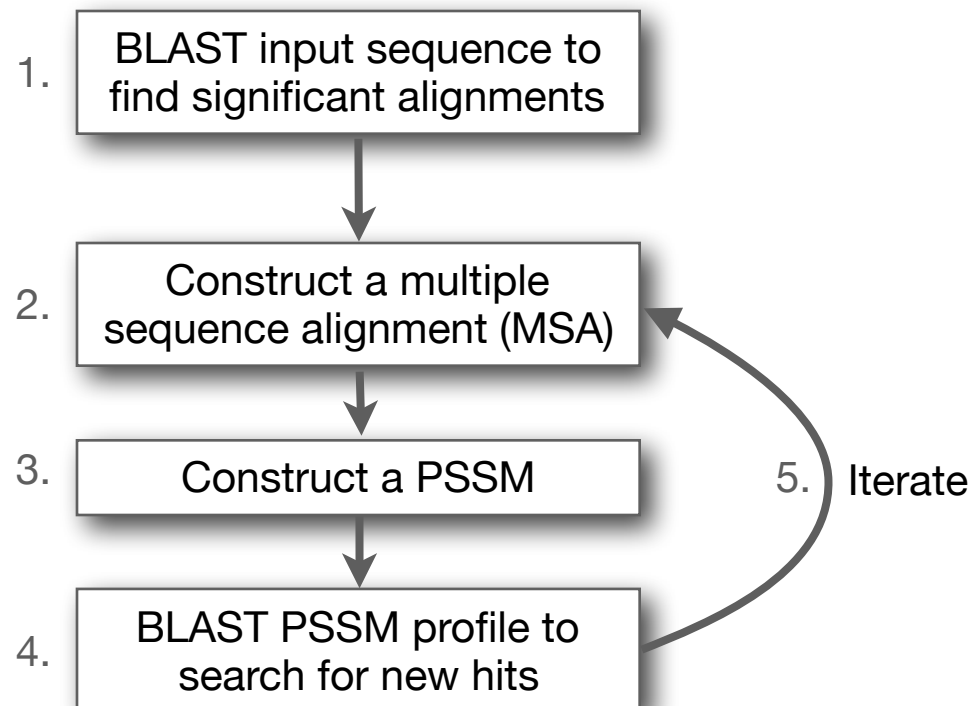 1.
BLAST input sequence to
find significant alignments
2.
Construct a multiple
sequence alignment (MSA)
3.
Construct a PSSM
5. Iterate
4.
BLAST PSSM profile to
search for new hits